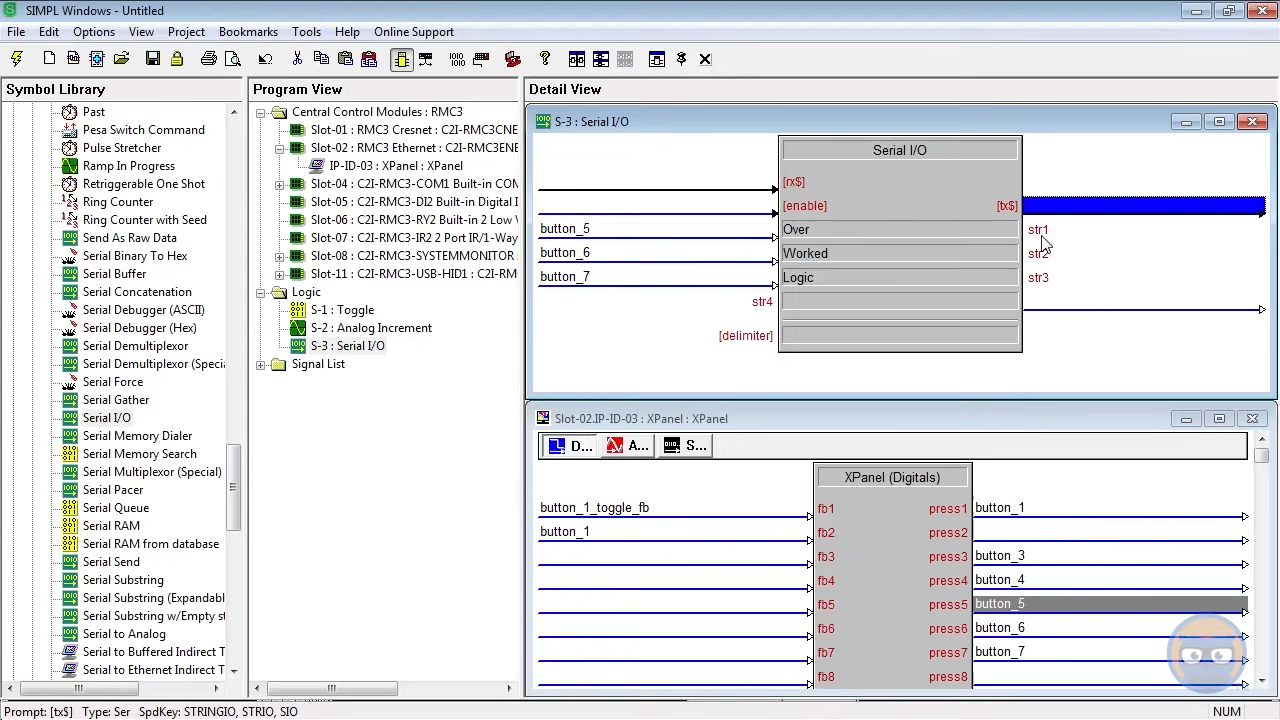 SIMPL Windows - Untitled
File Edit Options View Project Bookmarks Tools Help Online Support
Symbol Library
Past
Pesa Switch Command
Pulse Stretcher
Ramp In Progress
Retriggerable One Shot
Ring Counter
Ring Counter with Seed
Send As Raw Data
Serial Binary To Hex
Serial Buffer
Serial Concatenation
Serial Debugger (ASCII)
Serial Debugger (Hex)
Serial Demultiplexor
Serial Demultiplexor (Specia
Serial Force
Serial Gather
Serial I/O
Serial Memory Dialer
Serial Memory Search
Serial Multiplexor (Special)
Serial Pacer
Serial Queue
Serial RAM
Serial RAM from database
Serial Send
Serial Substring
Serial Substring (Expandabl
Serial Substring w/Empty st
Serial to Analog
Serial to Buffered Indirect T
Serial to Ethernet Indirect T
Program View
Central Control Modules : RMC3
Slot-01 : RMC3 Cresnet : C2I-RMC3CNE
Slot-02 : RMC3 Ethernet : C2I-RMC3ENE
IP-ID-03 : XPanel : XPanel
Slot-04 : C2I-RMC3-COM1 Built-in COM
Slot-05 : C2I-RMC3-DI2 Built-in Digital I
Slot-06 : C2I-RMC3-RY2 Built-in 2 Low V
Slot-07 : C2I-RMC3-IR2 2 Port IR/1-Way
Slot-08 : C2I-RMC3-SYSTEMMONITOR
Slot-11 : C2I-RMC3-USB-HID1 : C2I-RM
Logic
S-1 : Toggle
S-2 : Analog Increment
S-3 : Serial I/O
Signal List
Detail View
S-3 : Serial I/O
Serial I/O
[rx$]
[enable] [tx$]
button_5 Over str1
button_6 Worked str2
button_7 Logic str3
str4
[delimiter]
Slot-02.IP-ID-03 : XPanel : XPanel
D... A... S...
XPanel (Digitals)
button_1_toggle_fb fb1 press1 button_1
button_1 fb2 press2
fb3 press3 button_3
fb4 press4 button_4
fb5 press5 button_5
fb6 press6 button_6
fb7 press7 button_7
fb8 press8
Prompt: [tx$] Type: Ser SpdKey: STRINGIO, STRIO, SIO
NUM